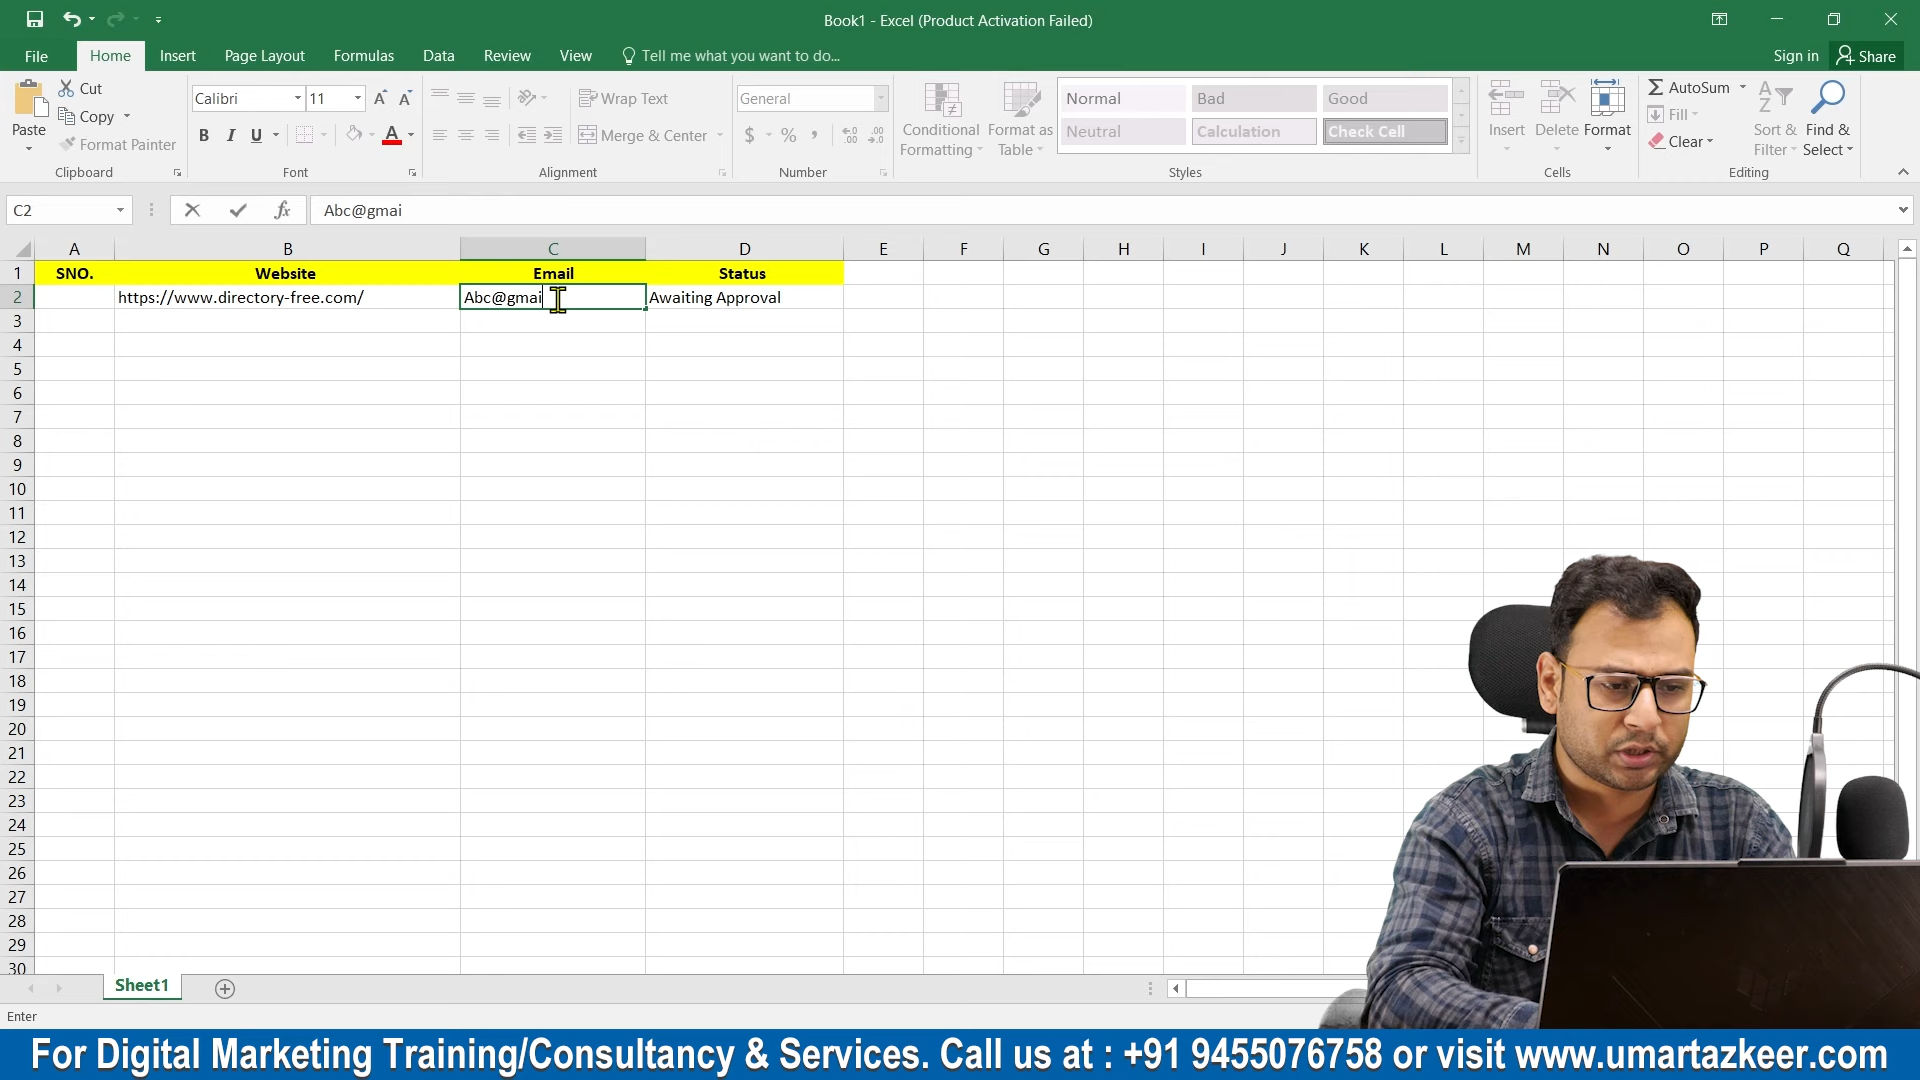 Book1 - Excel (Product Activation Failed)
File Home Insert Page Layout Formulas Data Review View Tell me what you want to do... Sign in Share
Paste
Cut
Copy
Format Painter
Clipboard
Calibri 11
B I U
Font
Wrap Text
Merge & Center
Alignment
General
$ % ,
Number
Conditional Formatting
Format as Table
Normal Bad Good
Neutral Calculation Check Cell
Styles
Insert Delete Format
Cells
AutoSum
Fill
Clear
Sort & Filter
Find & Select
Editing
C2 fx Abc@gmai
A B C D E F G H I J K L M N O P Q
1 SNO. Website Email Status
2 https://www.directory-free.com/ Abc@gmai Awaiting Approval
3
4
5
6
7
8
9
10
11
12
13
14
15
16
17
18
19
20
21
22
23
24
25
26
27
28
29
30
Sheet1
Enter
For Digital Marketing Training/Consultancy & Services. Call us at : +91 9455076758 or visit www.umartazkeer.com